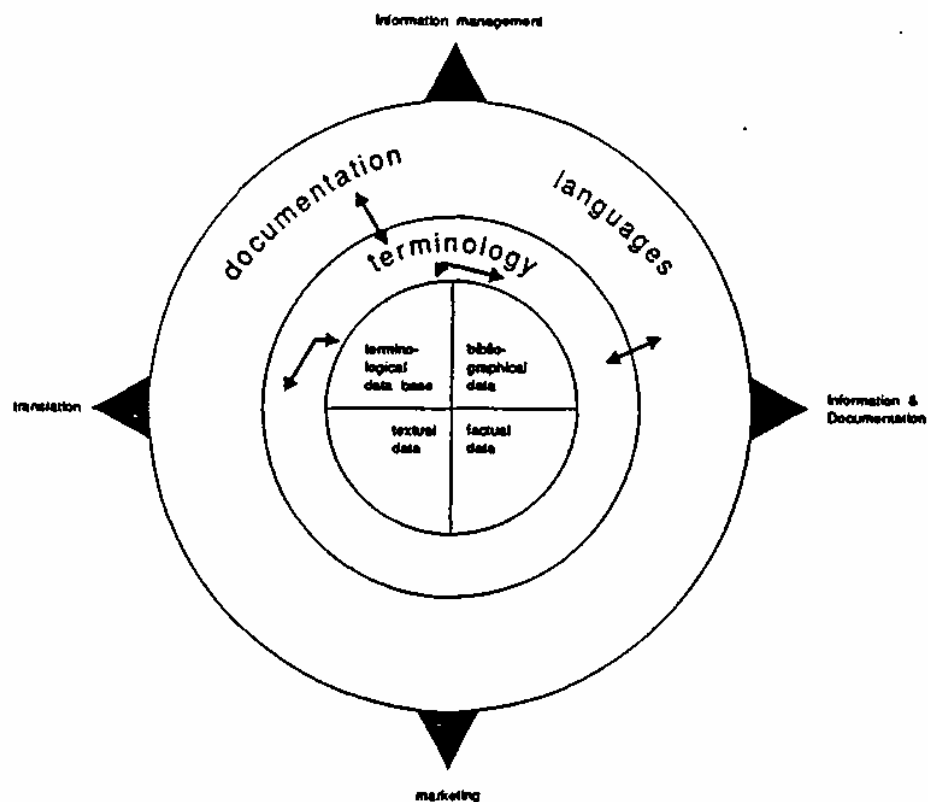 Information management
documentation
languages
terminology
termino-
logical
data base
biblio-
graphical
data
textual
data
factual
data
translation
Information &
Documentation
marketing